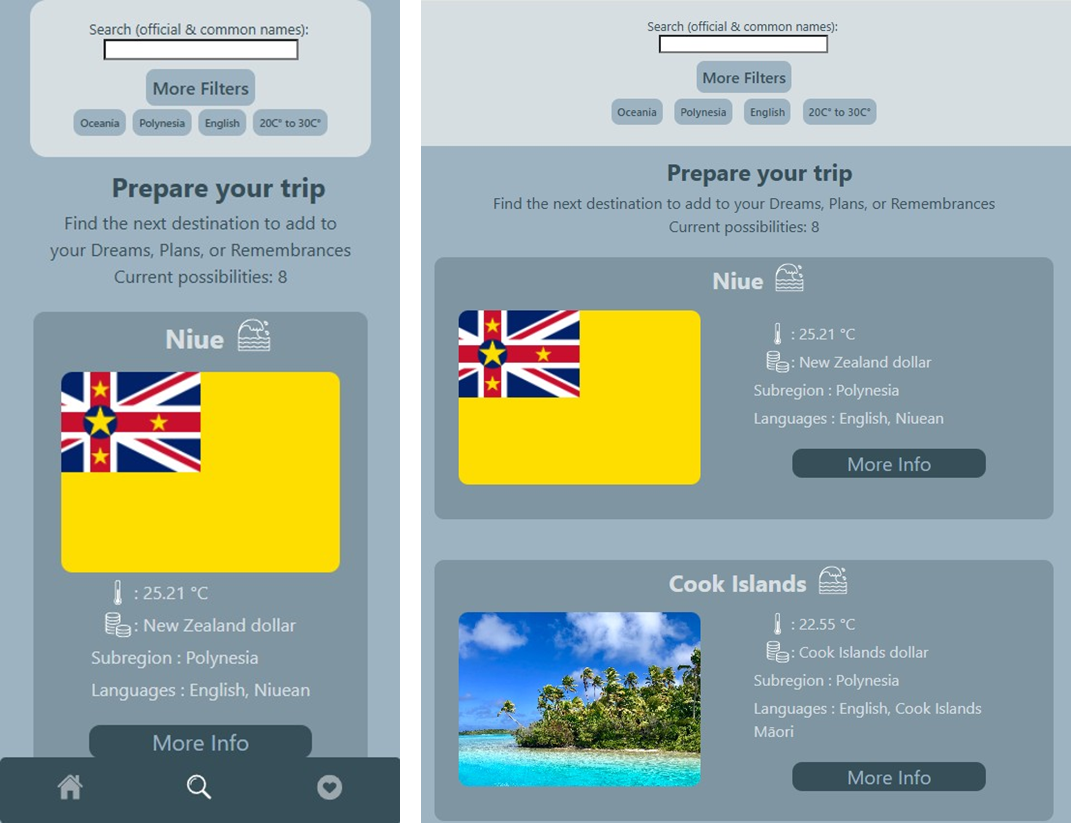 Search (official & common names):
More Filters
Oceania Polynesia English 20C° to 30C°
Prepare your trip
Find the next destination to add to
your Dreams, Plans, or Remembrances
Current possibilities: 8
Niue
: 25.21 °C
: New Zealand dollar
Subregion : Polynesia
Languages : English, Niuean
More Info
Search (official & common names):
More Filters
Oceania Polynesia English 20C° to 30C°
Prepare your trip
Find the next destination to add to your Dreams, Plans, or Remembrances
Current possibilities: 8
Niue
: 25.21 °C
: New Zealand dollar
Subregion : Polynesia
Languages : English, Niuean
More Info
Cook Islands
: 22.55 °C
: Cook Islands dollar
Subregion : Polynesia
Languages : English, Cook Islands
Māori
More Info